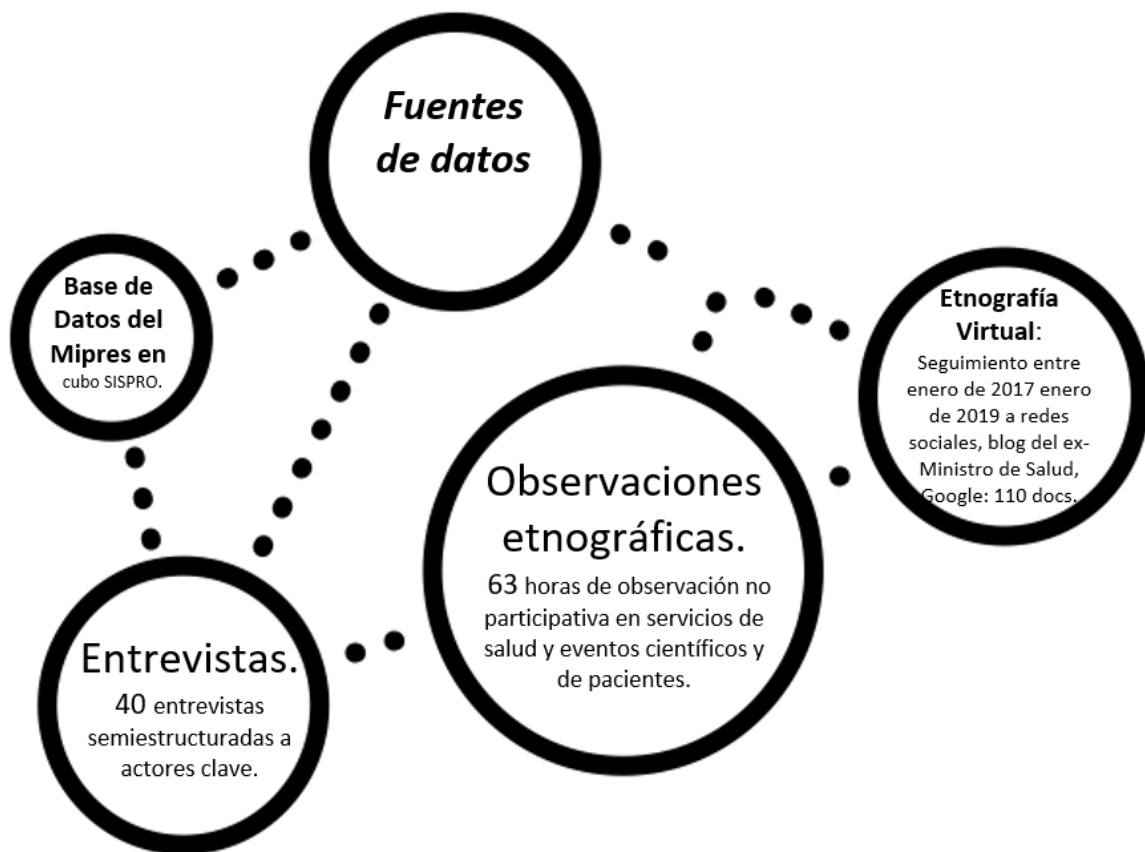 Fuentes
de datos
Base de
Datos del
Mipres en
cubo SISPRO.
Etnografía
Virtual:
Seguimiento entre
enero de 2017 enero
de 2019 a redes
sociales, blog del ex-
Ministro de Salud,
Google: 110 docs.
Observaciones
etnográficas.
63 horas de observación no
participativa en servicios de
salud y eventos científicos y
de pacientes.
Entrevistas.
40 entrevistas
semiestructuradas a
actores clave.